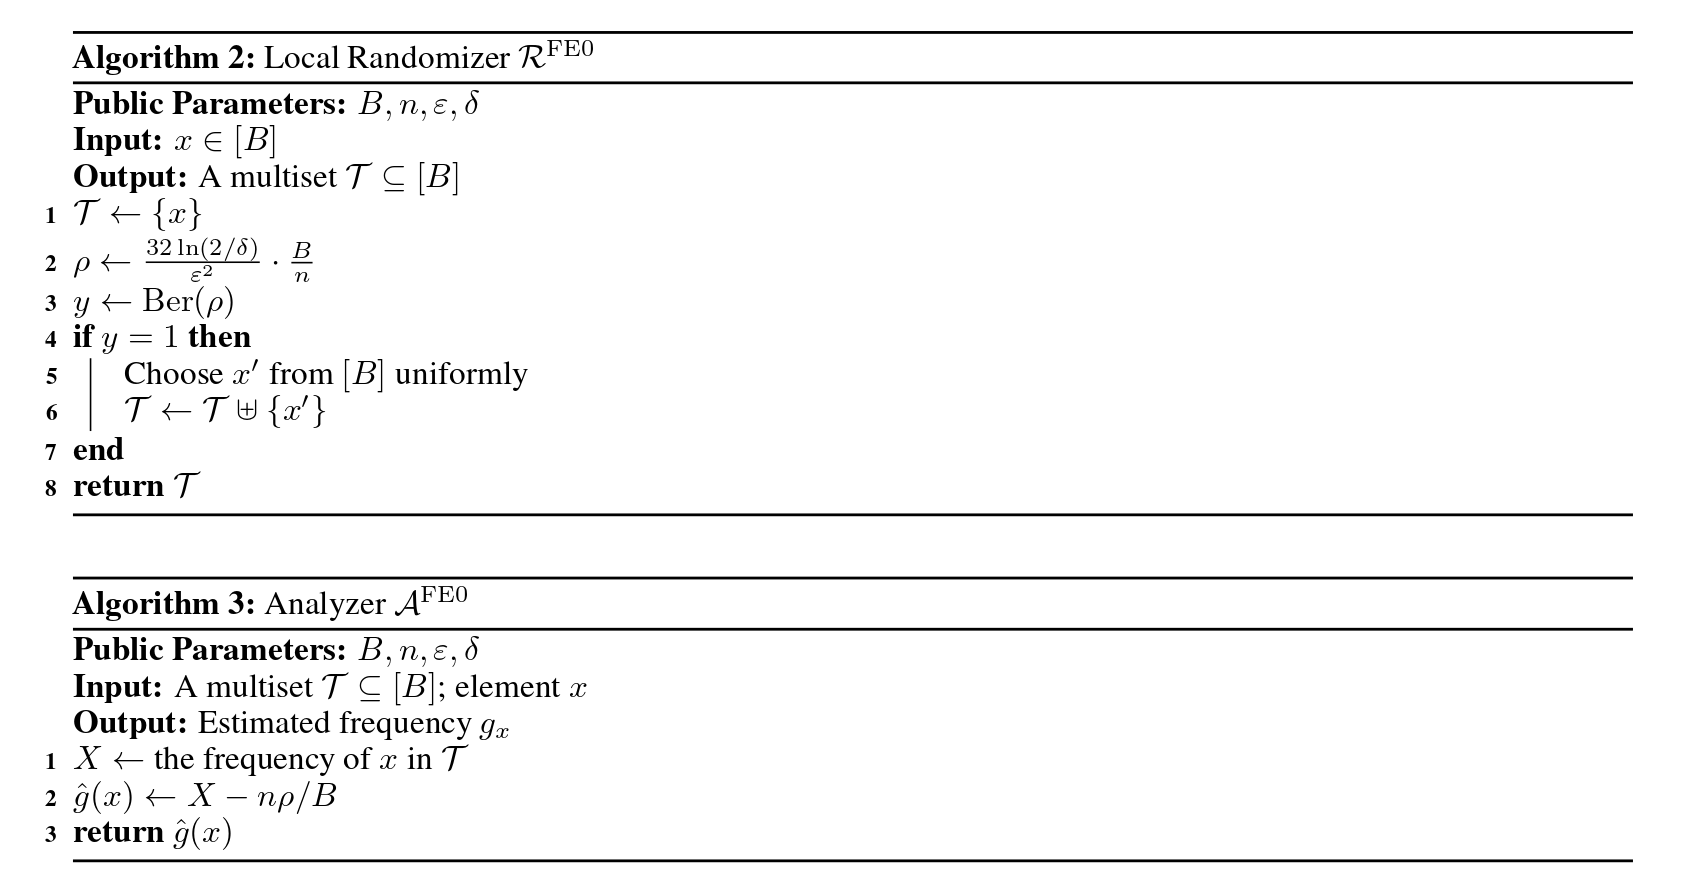 Algorithm 2: Local Randomizer $\mathcal{R}^{\mathrm{FE0}}$
Public Parameters: $B, n, \varepsilon, \delta$
Input: $x \in [B]$
Output: A multiset $\mathcal{T} \subseteq [B]$
1 $\mathcal{T} \leftarrow \{x\}$
2 $\rho \leftarrow \frac{32 \ln(2/\delta)}{\varepsilon^2} \cdot \frac{B}{n}$
3 $y \leftarrow \mathrm{Ber}(\rho)$
4 if $y = 1$ then
5 Choose $x'$ from $[B]$ uniformly
6 $\mathcal{T} \leftarrow \mathcal{T} \uplus \{x'\}$
7 end
8 return $\mathcal{T}$
Algorithm 3: Analyzer $\mathcal{A}^{\mathrm{FE0}}$
Public Parameters: $B, n, \varepsilon, \delta$
Input: A multiset $\mathcal{T} \subseteq [B]$; element $x$
Output: Estimated frequency $g_x$
1 $X \leftarrow$ the frequency of $x$ in $\mathcal{T}$
2 $\hat{g}(x) \leftarrow X - n\rho/B$
3 return $\hat{g}(x)$